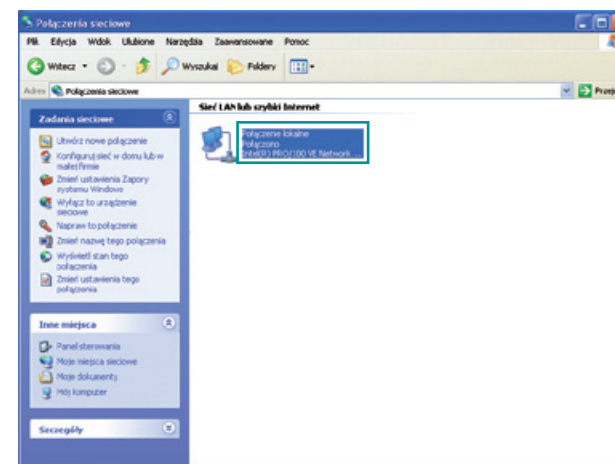 Połączenia sieciowe
Plik Edycja Widok Ulubione Narzędzia Zaawansowane Pomoc
Wstecz Wyszukaj Foldery
Adres Połączenia sieciowe
Zadania sieciowe
Utwórz nowe połączenie
Konfiguruj sieć w domu lub w
małej firmie
Zmień ustawienia Zapory
systemu Windows
Wyłącz to urządzenie
sieciowe
Napraw to połączenie
Zmień nazwę tego połączenia
Wyświetl stan tego
połączenia
Zmień ustawienia tego
połączenia
Inne miejsca
Panel sterowania
Moje miejsca sieciowe
Moje dokumenty
Mój komputer
Szczegóły
Sieć LAN lub szybki Internet
Połączenie lokalne
Połączono
Intel(R) PRO/100 VE Network ...